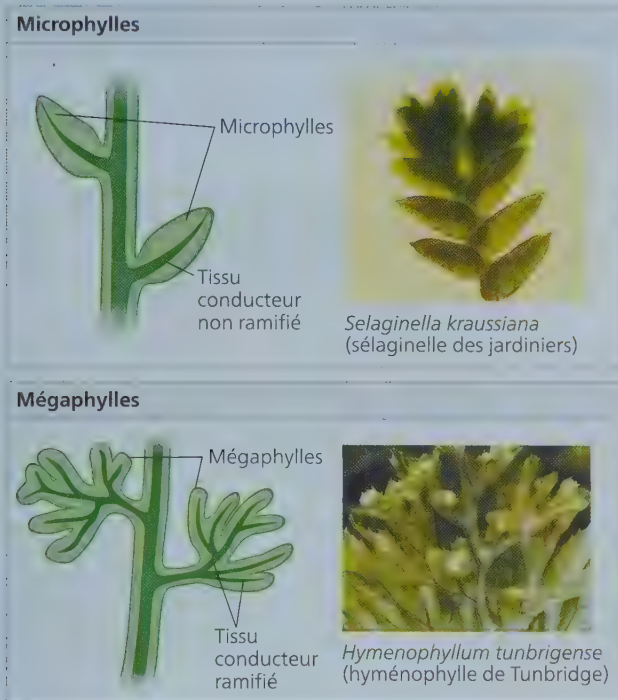 Microphylles
Microphylles
Tissu
conducteur
non ramifié
Selaginella kraussiana
(sélaginelle des jardiniers)
Mégaphylles
Mégaphylles
Tissu
conducteur
ramifié
Hymenophyllum tunbrigense
(hyménophylle de Tunbridge)